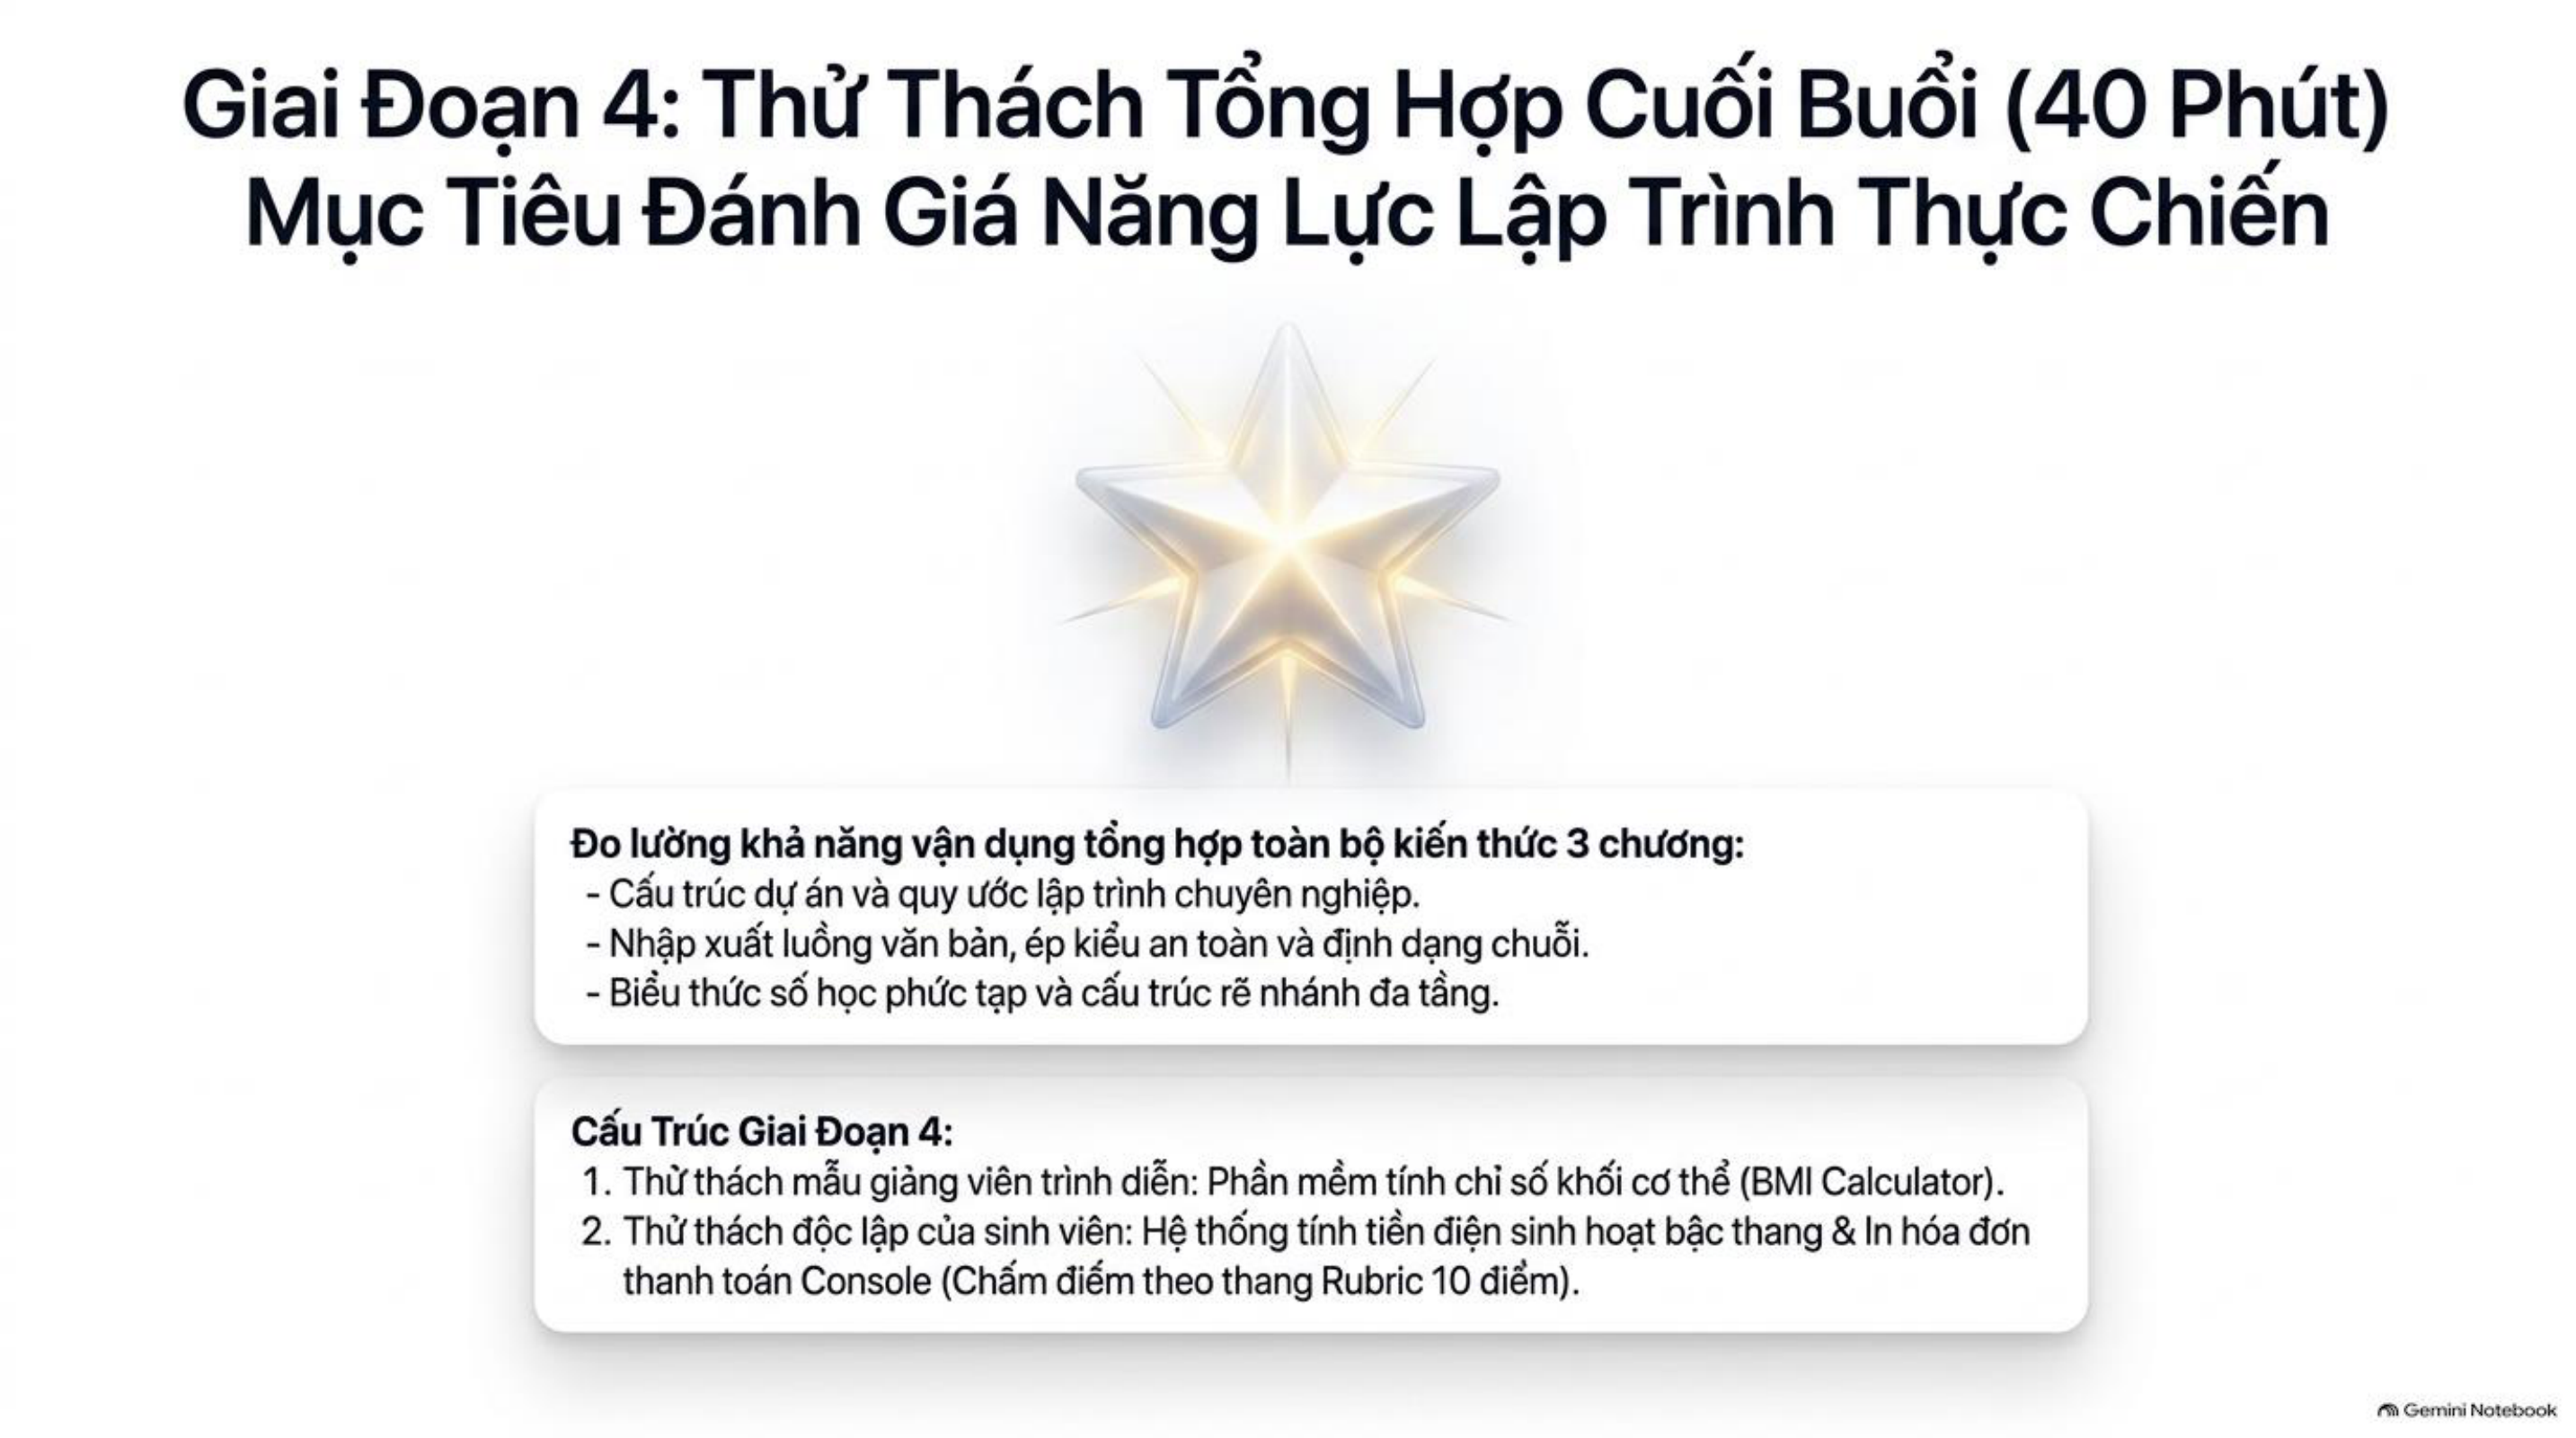 Giai Đoạn 4: Thử Thách Tổng Hợp Cuối Buổi (40 Phút)
Mục Tiêu Đánh Giá Năng Lực Lập Trình Thực Chiến
Đo lường khả năng vận dụng tổng hợp toàn bộ kiến thức 3 chương:
- Cấu trúc dự án và quy ước lập trình chuyên nghiệp.
- Nhập xuất luồng văn bản, ép kiểu an toàn và định dạng chuỗi.
- Biểu thức số học phức tạp và cấu trúc rẽ nhánh đa tầng.
Cấu Trúc Giai Đoạn 4:
1. Thử thách mẫu giảng viên trình diễn: Phần mềm tính chỉ số khối cơ thể (BMI Calculator).
2. Thử thách độc lập của sinh viên: Hệ thống tính tiền điện sinh hoạt bậc thang & In hóa đơn
thanh toán Console (Chấm điểm theo thang Rubric 10 điểm).
Gemini Notebook